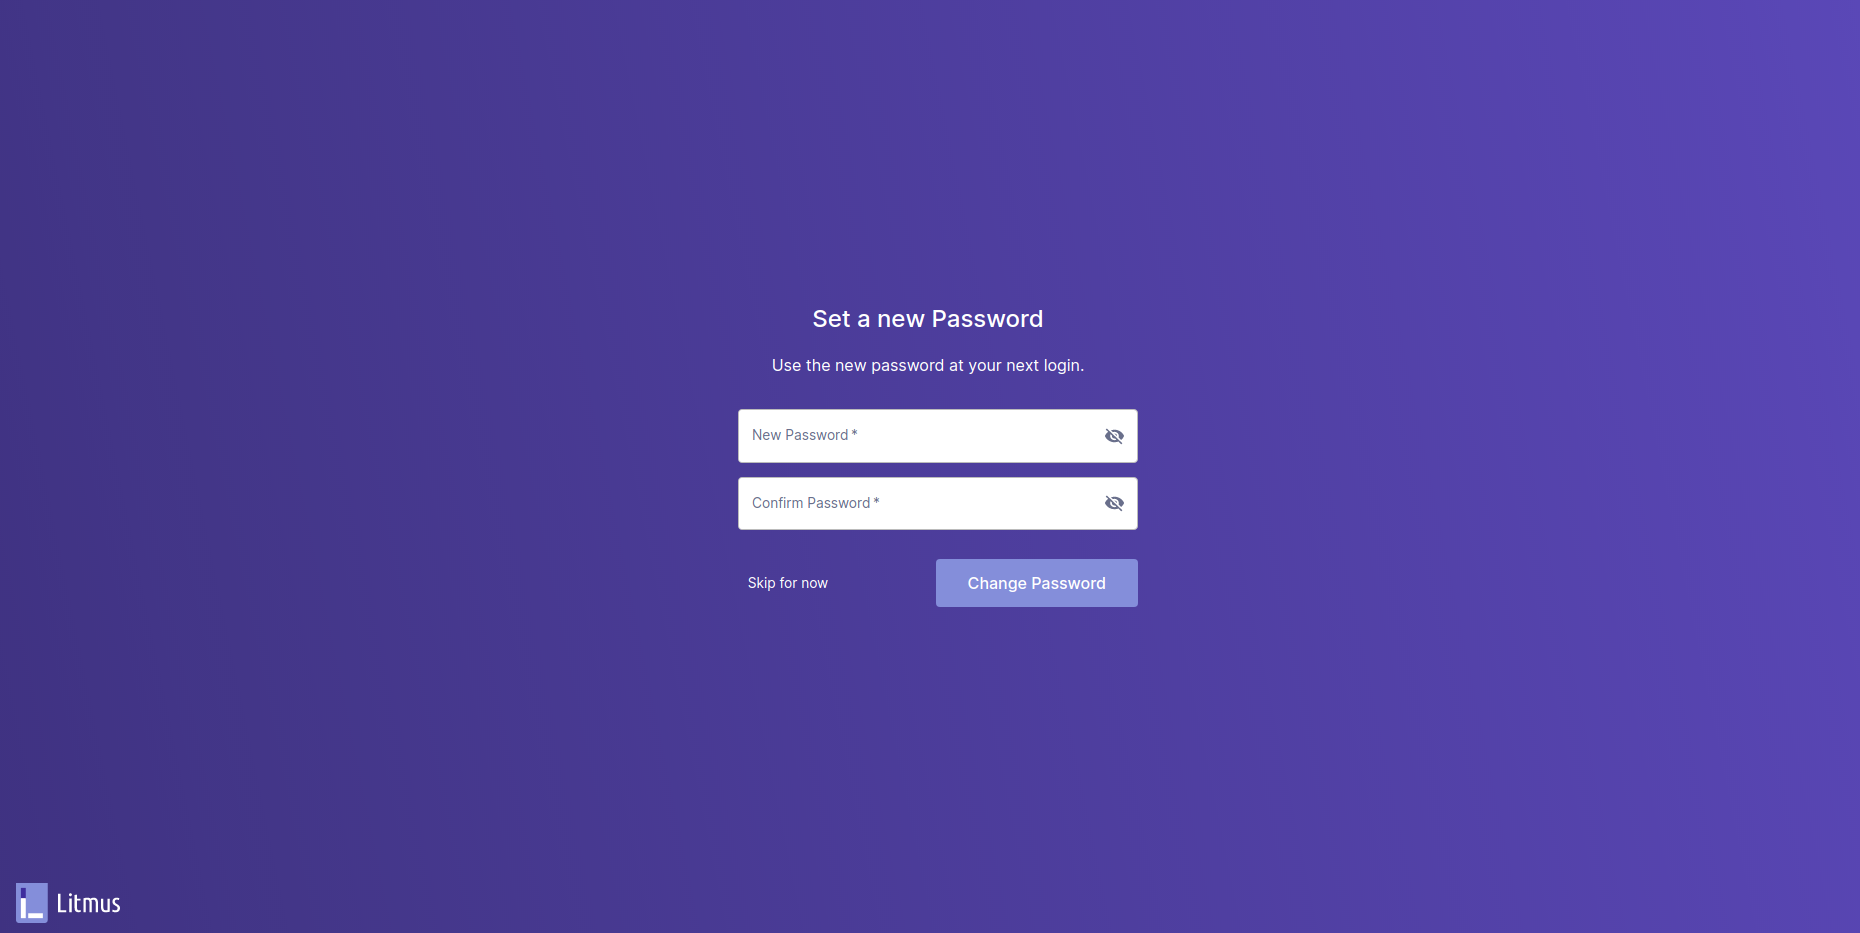 Set a new Password
Use the new password at your next login.
New Password *
Confirm Password *
Skip for now
Change Password
Litmus